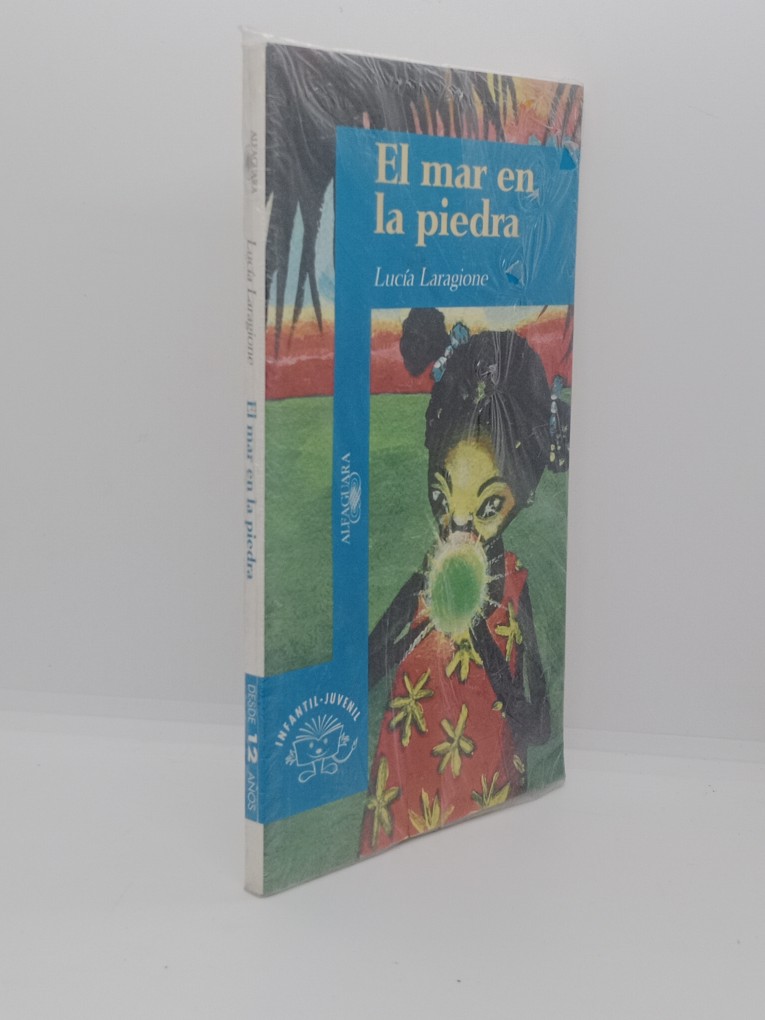 El mar en
la piedra
Lucía Laragione
ALFAGUARA
INFANTIL-JUVENIL
ALFAGUARA
Lucía Laragione
El mar en la piedra
DESDE 12 AÑOS